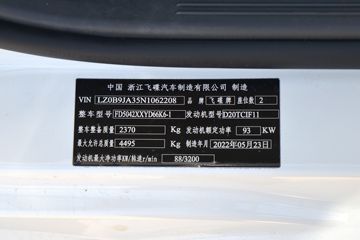 中国 浙江飞碟汽车制造有限公司 制造
VIN LZ0B9JA35N1062208 品牌 飞碟牌 座位数 2
整车型号 FD5042XXYD66K6-1 发动机型号 D20TCIF11
整车整备质量 2370 Kg 发动机额定功率 93 KW
最大允许总质量 4495 Kg 制造年月 2022年05月23日
发动机最大净功率KW/转速r/min 88/3200